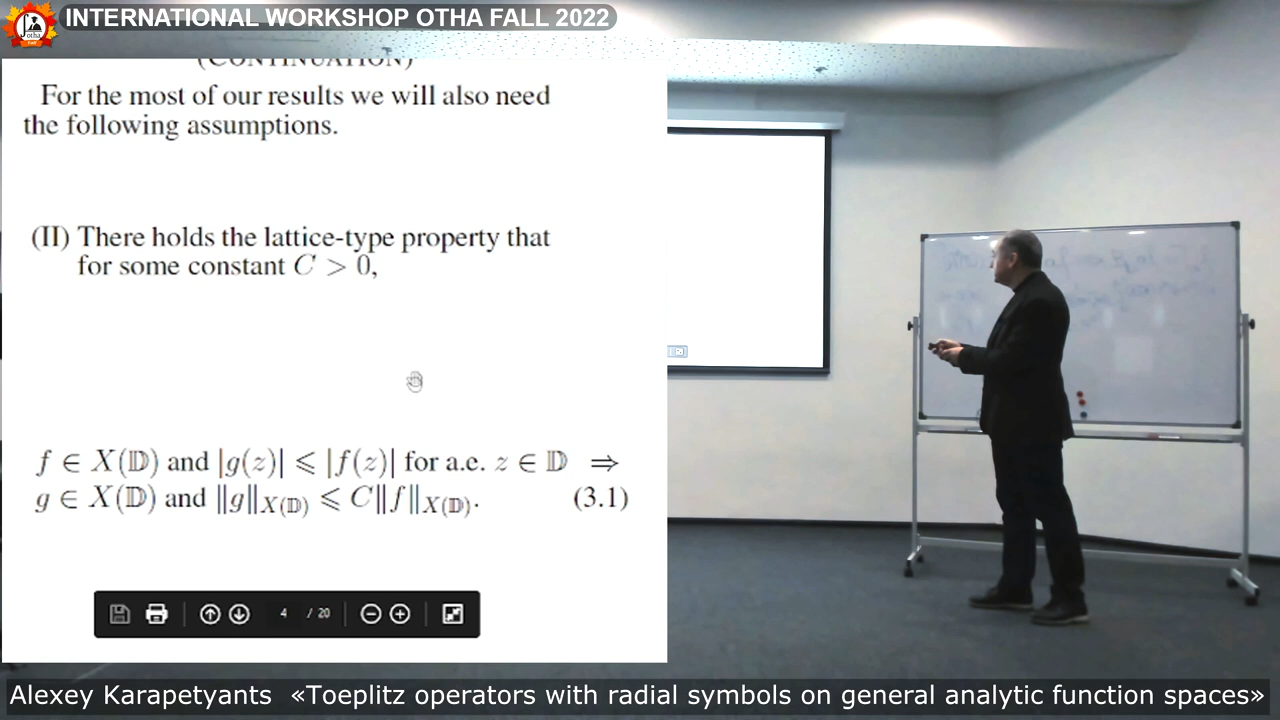 INTERNATIONAL WORKSHOP OTHA FALL 2022
otha
Fall
(CONTINUATION)
For the most of our results we will also need
the following assumptions.
(II) There holds the lattice-type property that
for some constant C > 0,
f ∈ X(𝔻) and |g(z)| ⩽ |f(z)| for a.e. z ∈ 𝔻 ⇒
g ∈ X(𝔻) and ‖g‖X(𝔻) ⩽ C‖f‖X(𝔻). (3.1)
4 / 20
Alexey Karapetyants «Toeplitz operators with radial symbols on general analytic function spaces»